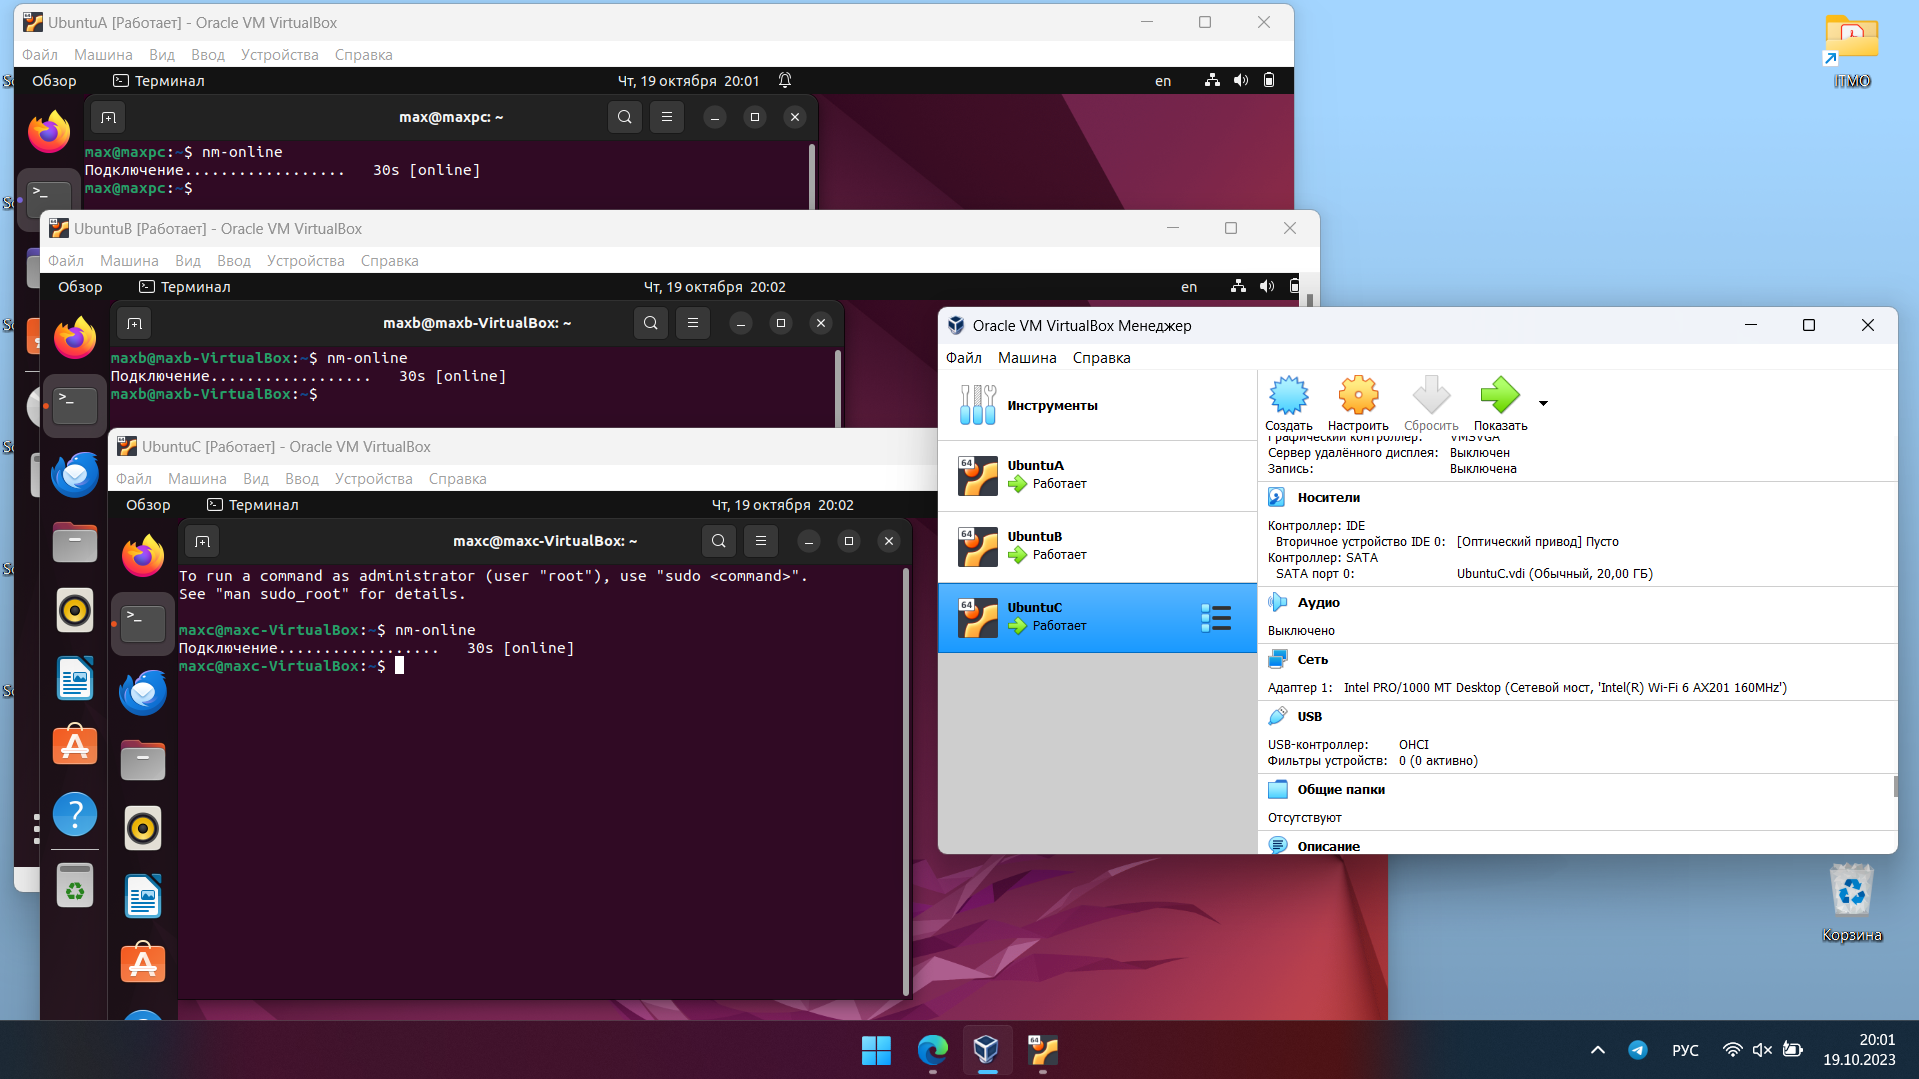 UbuntuA [Работает] - Oracle VM VirtualBox
Файл Машина Вид Ввод Устройства Справка
Обзор Терминал Чт, 19 октября 20:01 en
max@maxpc: ~
max@maxpc:~$ nm-online
Подключение.................. 30s [online]
max@maxpc:~$
UbuntuB [Работает] - Oracle VM VirtualBox
Файл Машина Вид Ввод Устройства Справка
Обзор Терминал Чт, 19 октября 20:02 en
maxb@maxb-VirtualBox: ~
maxb@maxb-VirtualBox:~$ nm-online
Подключение.................. 30s [online]
maxb@maxb-VirtualBox:~$
UbuntuC [Работает] - Oracle VM VirtualBox
Файл Машина Вид Ввод Устройства Справка
Обзор Терминал Чт, 19 октября 20:02
maxc@maxc-VirtualBox: ~
To run a command as administrator (user "root"), use "sudo <command>".
See "man sudo_root" for details.
maxc@maxc-VirtualBox:~$ nm-online
Подключение.................. 30s [online]
maxc@maxc-VirtualBox:~$
Oracle VM VirtualBox Менеджер
Файл Машина Справка
Инструменты
64 UbuntuA
Работает
64 UbuntuB
Работает
64 UbuntuC
Работает
Создать Настроить Сбросить Показать
Графический контроллер: VMSVGA
Сервер удалённого дисплея: Выключен
Запись: Выключена
Носители
Контроллер: IDE
Вторичное устройство IDE 0: [Оптический привод] Пусто
Контроллер: SATA
SATA порт 0: UbuntuC.vdi (Обычный, 20,00 ГБ)
Аудио
Выключено
Сеть
Адаптер 1: Intel PRO/1000 MT Desktop (Сетевой мост, 'Intel(R) Wi-Fi 6 AX201 160MHz')
USB
USB-контроллер: OHCI
Фильтры устройств: 0 (0 активно)
Общие папки
Отсутствуют
Описание
ITMO
Корзина
64
РУС
20:01
19.10.2023